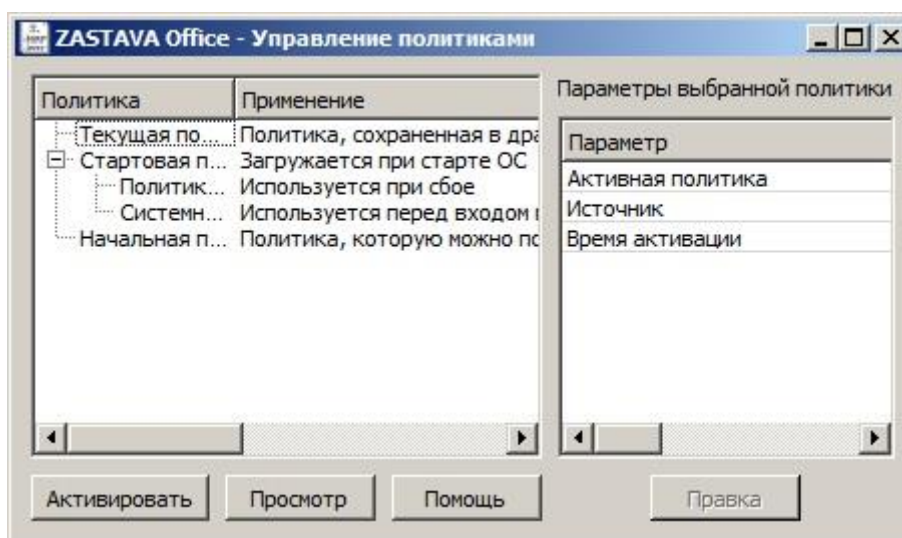 ZASTAVA Office - Управление политиками
Политика Применение
Текущая по... Политика, сохраненная в дра
Стартовая п... Загружается при старте ОС
Политик... Используется при сбое
Системн... Используется перед входом
Начальная п... Политика, которую можно по
Параметры выбранной политики
Параметр
Активная политика
Источник
Время активации
Активировать Просмотр Помощь Правка